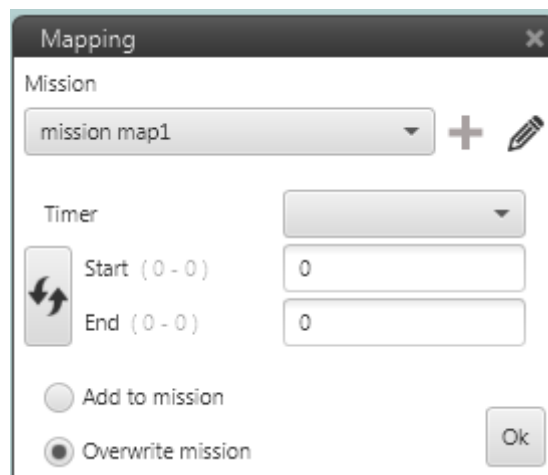 Mapping
Mission
mission map1
Timer
Start ( 0 - 0 ) 0
End ( 0 - 0 ) 0
Add to mission
Overwrite mission
Ok